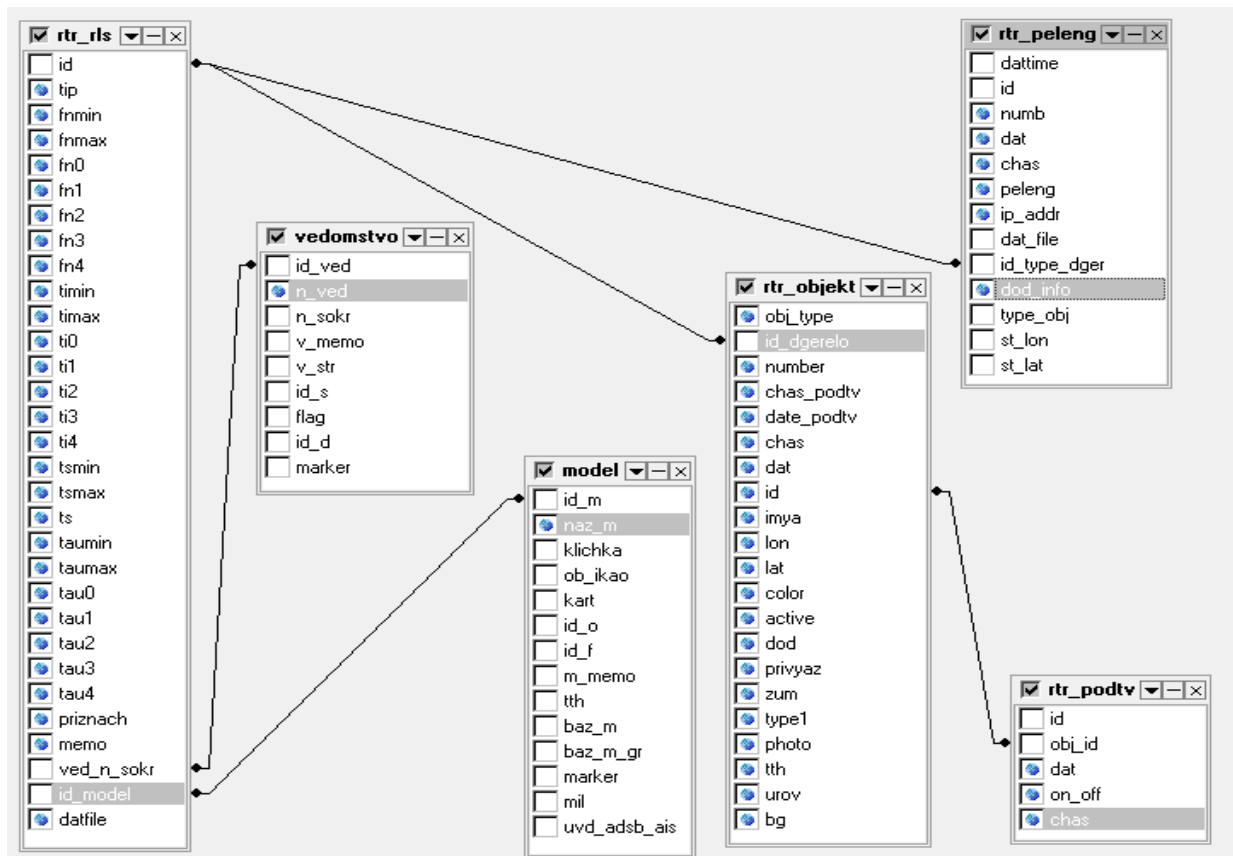 rtr_rls
id
tip
fnmin
fnmax
fn0
fn1
fn2
fn3
fn4
timin
timax
ti0
ti1
ti2
ti3
ti4
tsmin
tsmax
ts
taumin
taumax
tau0
tau1
tau2
tau3
tau4
priznach
memo
ved_n_sokr
id_model
datfile
vedomstvo
id_ved
n_ved
n_sokr
v_memo
v_str
id_s
flag
id_d
marker
model
id_m
naz_m
klichka
ob_ikao
kart
id_o
id_f
m_memo
tth
baz_m
baz_m_gr
marker
mil
uvd_adsb_ais
rtr_objekt
obj_type
id_dgerelo
number
chas_podtv
date_podtv
chas
dat
id
imya
lon
lat
color
active
dod
privyaz
zum
type1
photo
tth
urov
bg
rtr_peleng
dattime
id
numb
dat
chas
peleng
ip_addr
dat_file
id_type_dger
dod_info
type_obj
st_lon
st_lat
rtr_podtv
id
obj_id
dat
on_off
chas